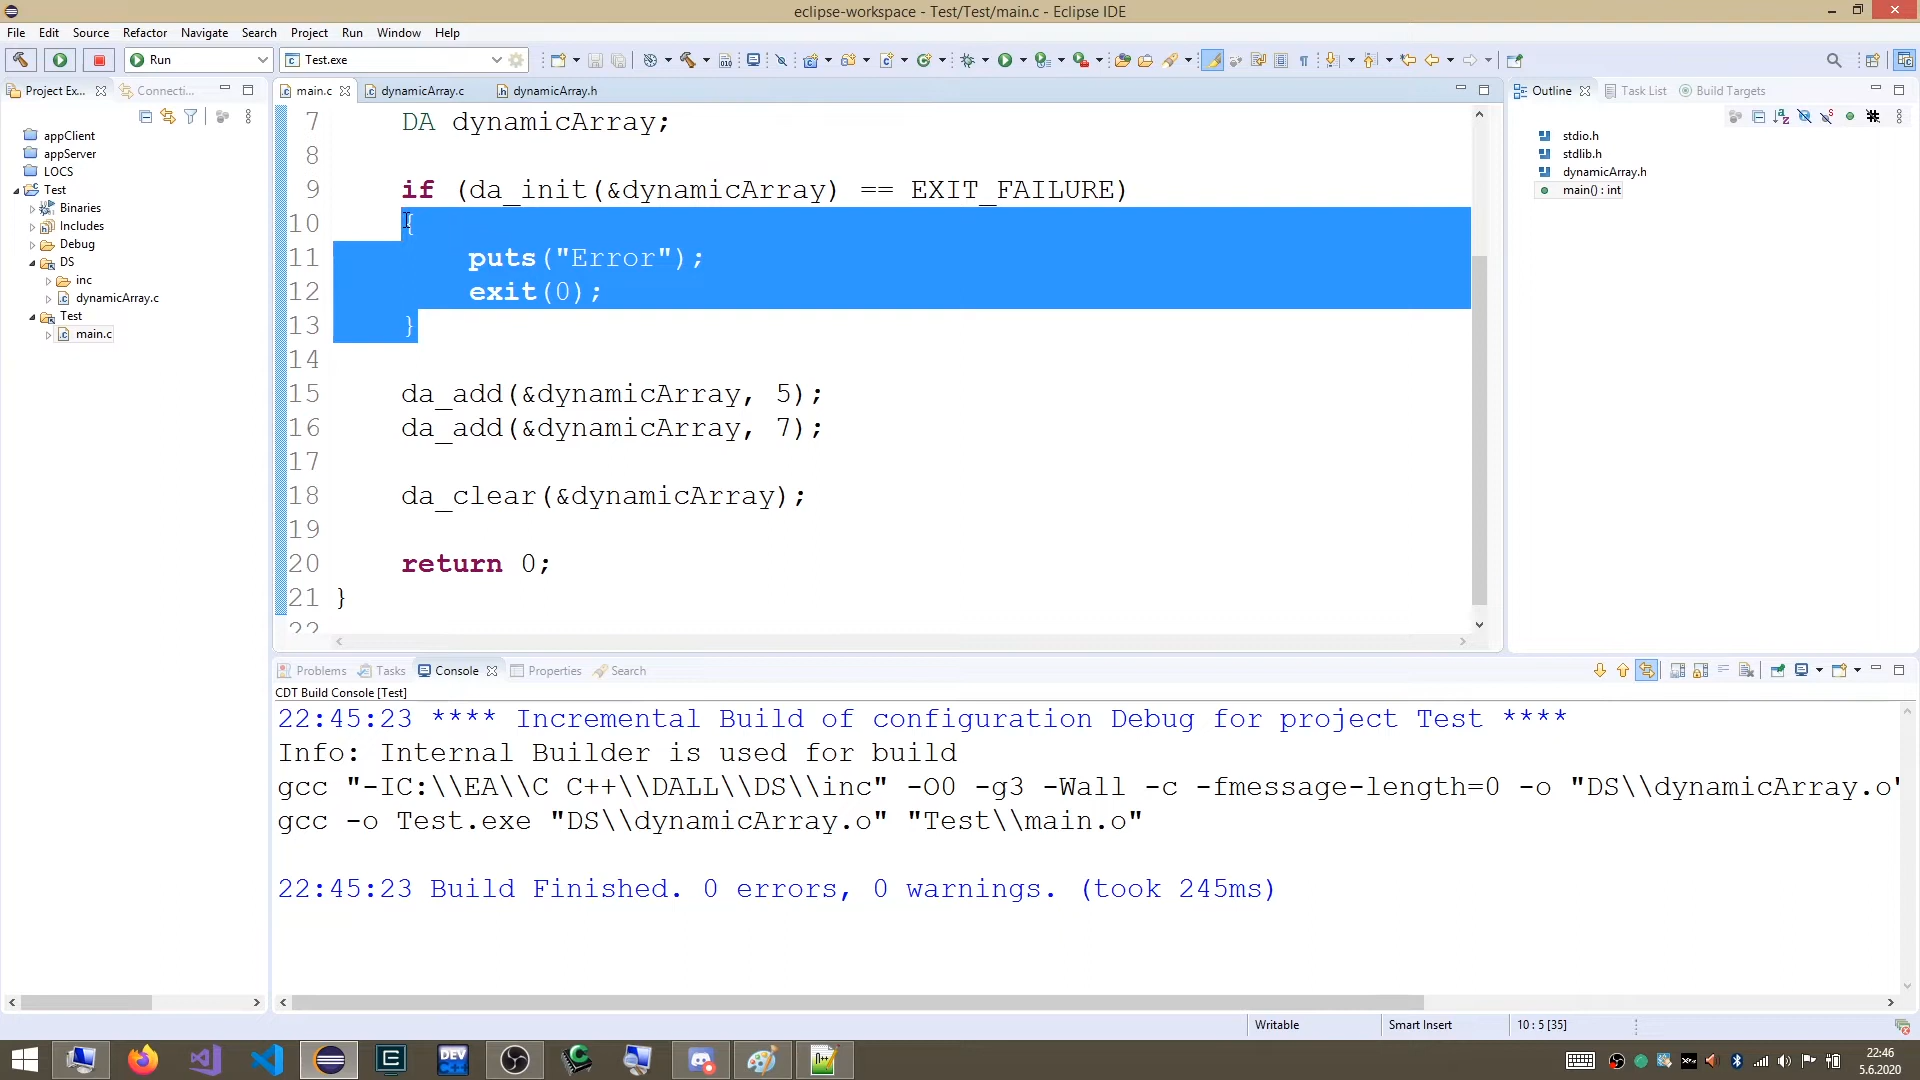 eclipse-workspace - Test/Test/main.c - Eclipse IDE
File Edit Source Refactor Navigate Search Project Run Window Help
Run
Test.exe
Project Ex...
Connecti...
main.c
dynamicArray.c
dynamicArray.h
Outline
Task List
Build Targets
appClient
appServer
LOCS
Test
Binaries
Includes
Debug
DS
inc
dynamicArray.c
Test
main.c
7 DA dynamicArray;
8
9 if (da_init(&dynamicArray) == EXIT_FAILURE)
10 {
11 puts("Error");
12 exit(0);
13 }
14
15 da_add(&dynamicArray, 5);
16 da_add(&dynamicArray, 7);
17
18 da_clear(&dynamicArray);
19
20 return 0;
21 }
22
stdio.h
stdlib.h
dynamicArray.h
main() : int
Problems Tasks Console Properties Search
CDT Build Console [Test]
22:45:23 **** Incremental Build of configuration Debug for project Test ****
Info: Internal Builder is used for build
gcc "-IC:\\EA\\C C++\\DALL\\DS\\inc" -O0 -g3 -Wall -c -fmessage-length=0 -o "DS\\dynamicArray.o"
gcc -o Test.exe "DS\\dynamicArray.o" "Test\\main.o"
22:45:23 Build Finished. 0 errors, 0 warnings. (took 245ms)
Writable
Smart Insert
10 : 5 [35]
DEV
22:46
5.6.2020